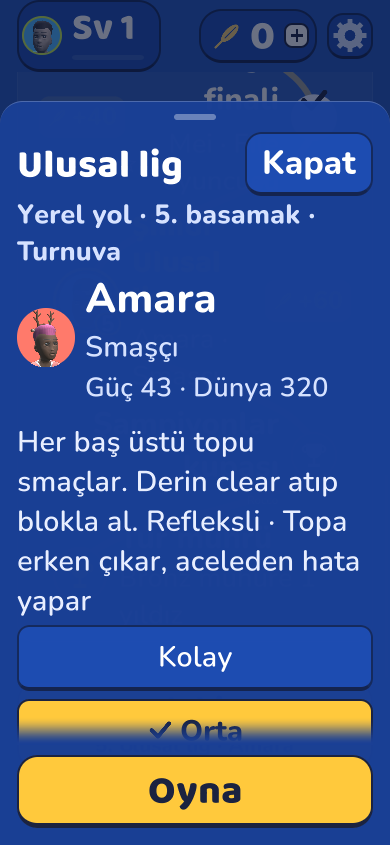 Sv 1
0
finali
Ulusal lig
Kapat
Yerel yol · 5. basamak ·
Turnuva
Amara
Smaşçı
Güç 43 · Dünya 320
Her baş üstü topu
smaçlar. Derin clear atıp
blokla al. Refleksli · Topa
erken çıkar, aceleden hata
yapar
Kolay
✓ Orta
Oyna